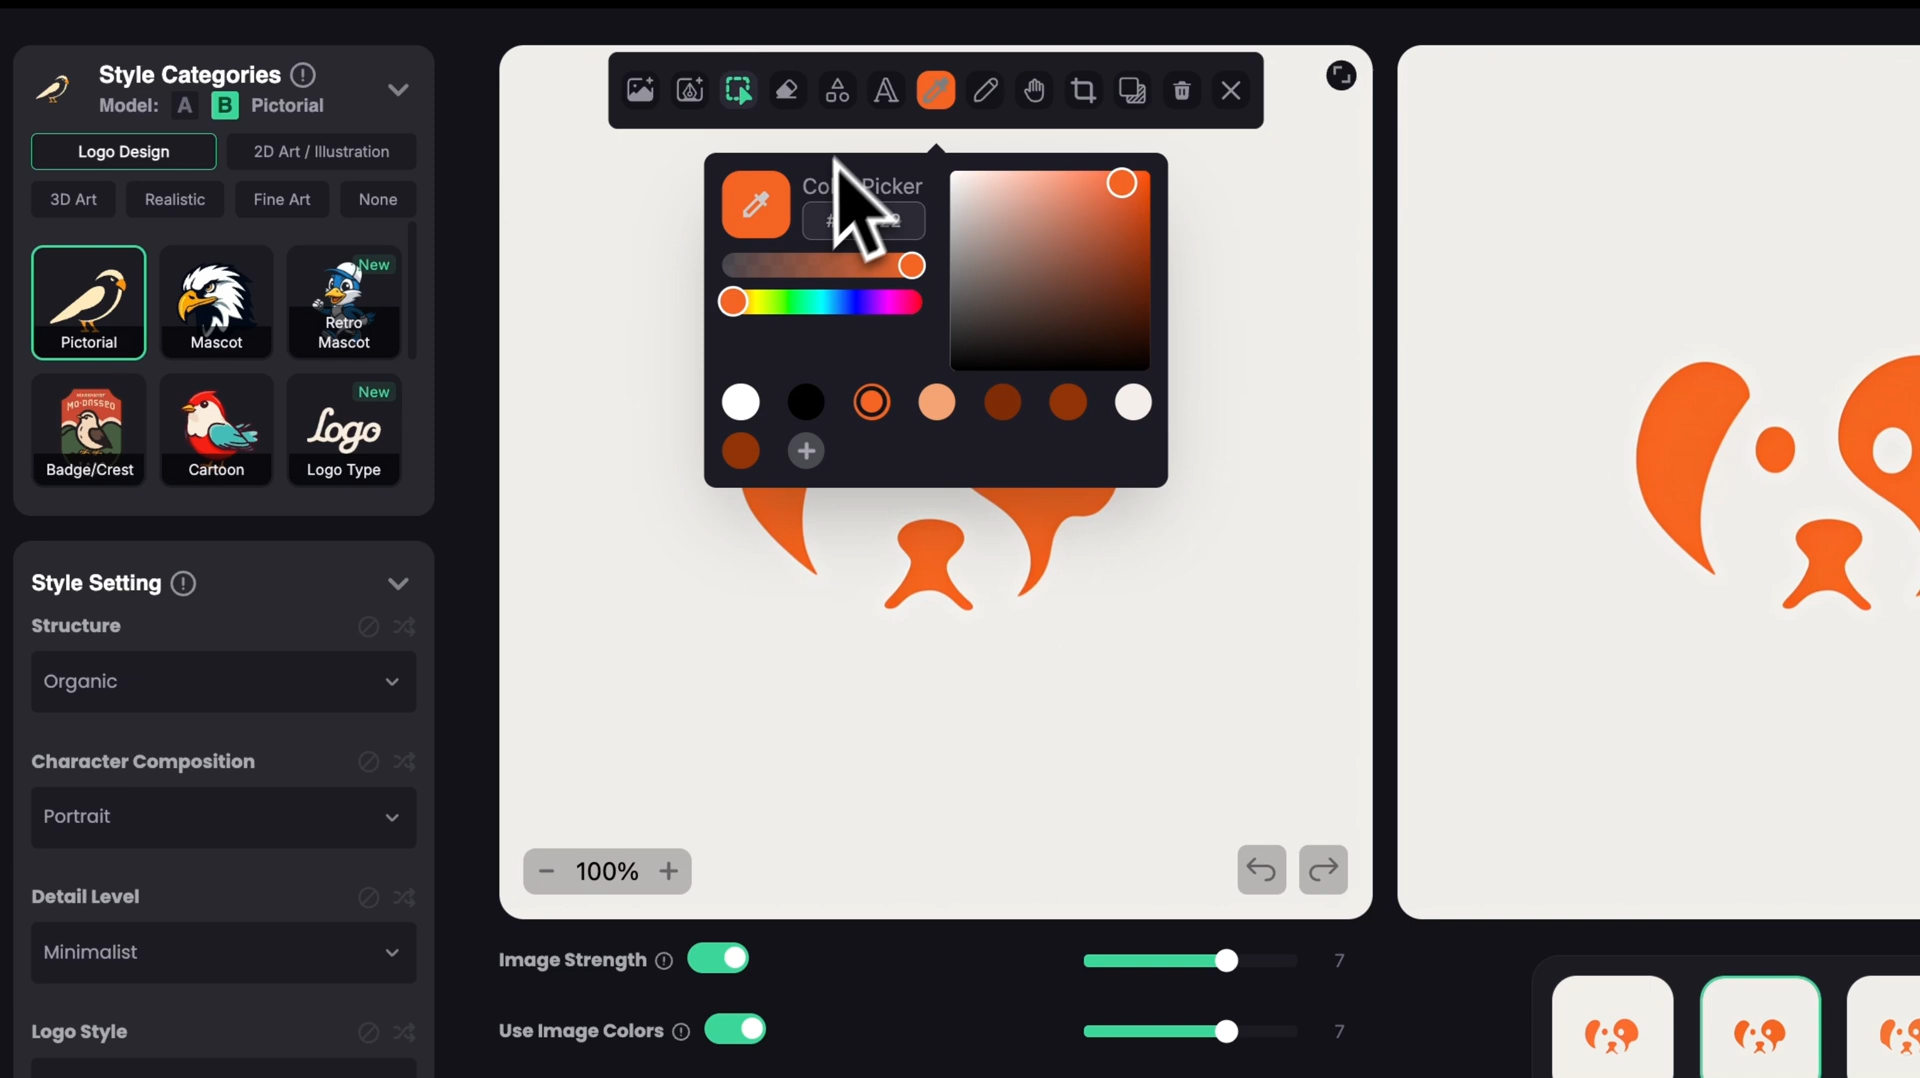 Style Categories
Model: A B Pictorial
Logo Design
2D Art / Illustration
3D Art
Realistic
Fine Art
None
Pictorial
Mascot
New
Retro
Mascot
MO-DASSEO
Badge/Crest
Cartoon
New
Logo
Logo Type
Style Setting
Structure
Organic
Character Composition
Portrait
Detail Level
Minimalist
Logo Style
Picker
100%
Image Strength
7
Use Image Colors
7